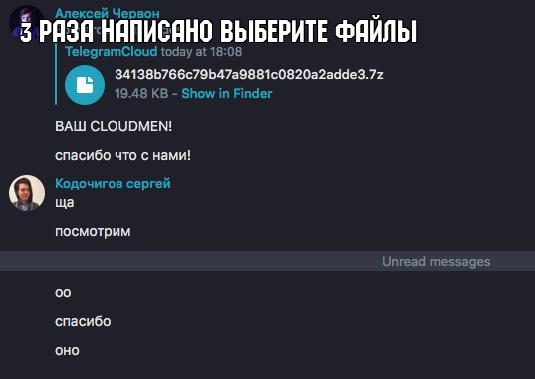 Алексей Червон
3 РАЗА НАПИСАНО ВЫБЕРИТЕ ФАЙЛЫ
TelegramCloud today at 18:08
34138b766c79b47a9881c0820a2adde3.7z
19.48 KB - Show in Finder
ВАШ CLOUDMEN!
спасибо что с нами!
Кодочигов сергей
ща
посмотрим
Unread messages
оо
спасибо
оно